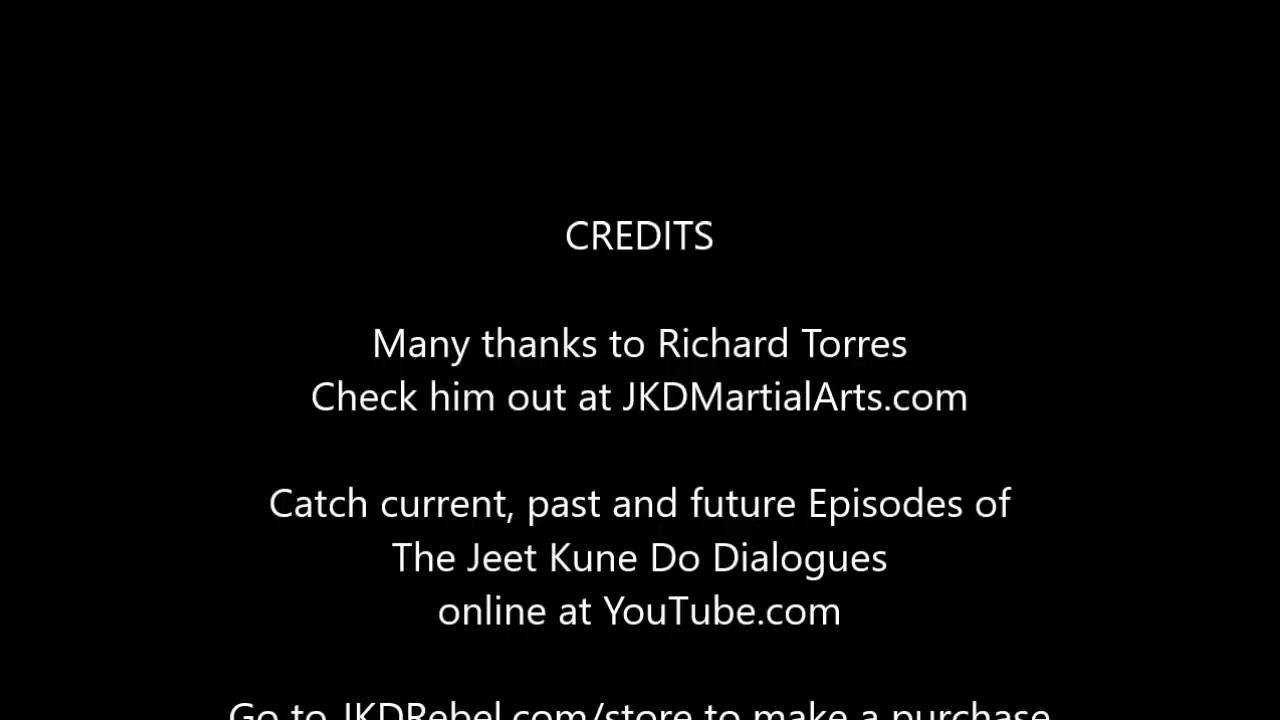 CREDITS
Many thanks to Richard Torres
Check him out at JKDMartialArts.com
Catch current, past and future Episodes of
The Jeet Kune Do Dialogues
online at YouTube.com
Go to JKDRebel.com/store to make a purchase